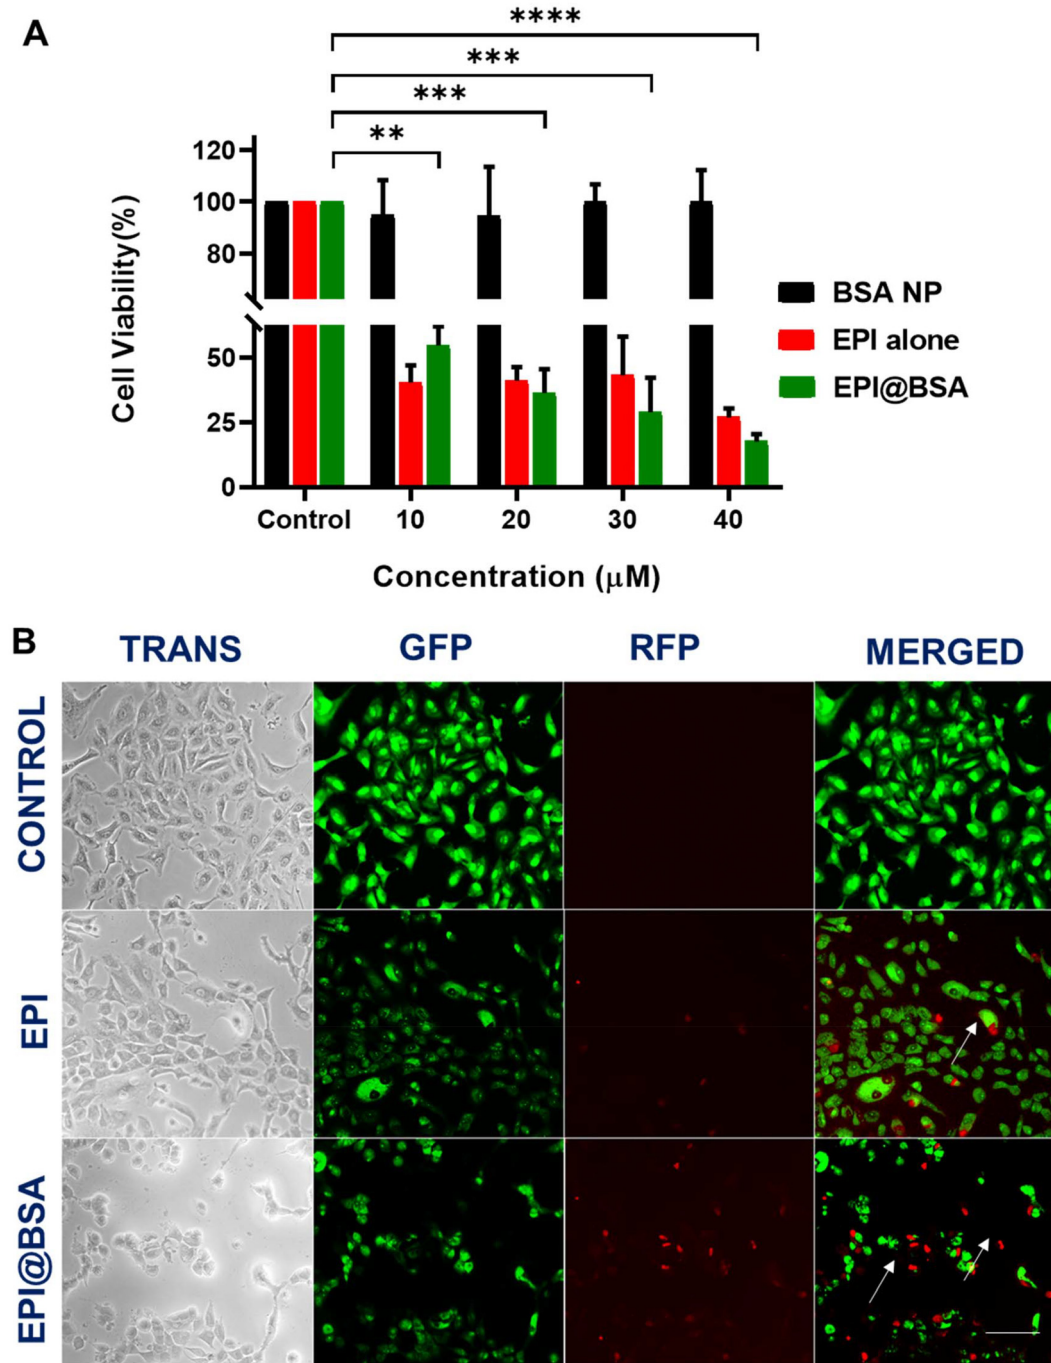 A
****
***
***
**
120
100
80
50
25
0
Cell Viability(%)
BSA NP
EPI alone
EPI@BSA
Control 10 20 30 40
Concentration (μM)
B
TRANS GFP RFP MERGED
CONTROL
EPI
EPI@BSA